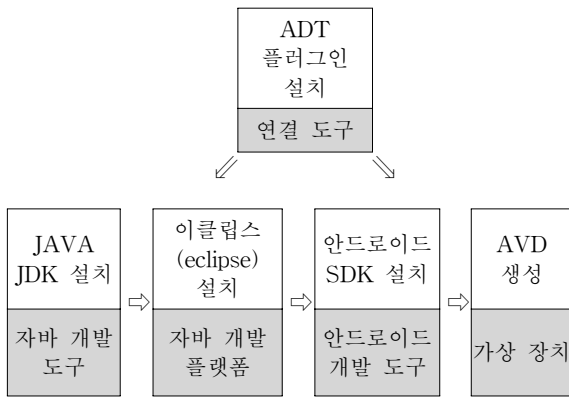 ADT
플러그인
설치
연결 도구
JAVA
JDK 설치
자바 개발
도구
이클립스
(eclipse)
설치
자바 개발
플랫폼
안드로이드
SDK 설치
안드로이드
개발 도구
AVD
생성
가상 장치